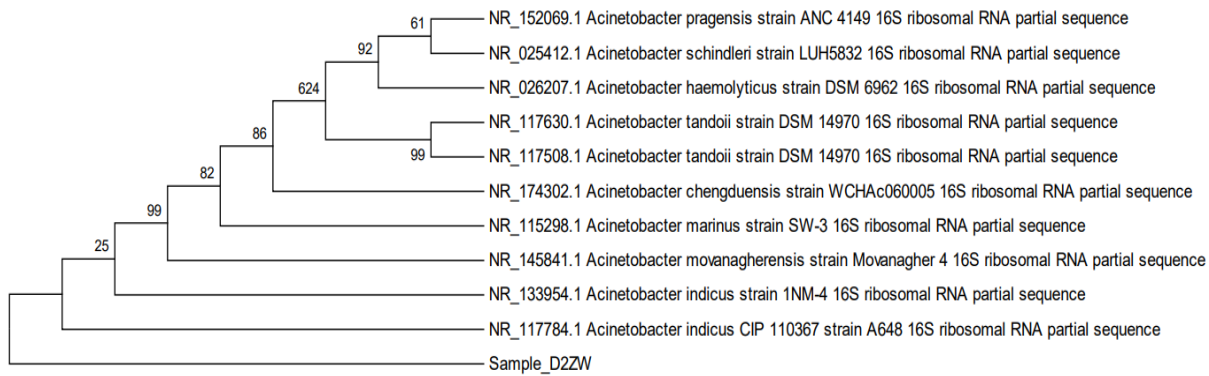 61
NR_152069.1 Acinetobacter pragensis strain ANC 4149 16S ribosomal RNA partial sequence
92
NR_025412.1 Acinetobacter schindleri strain LUH5832 16S ribosomal RNA partial sequence
624
NR_026207.1 Acinetobacter haemolyticus strain DSM 6962 16S ribosomal RNA partial sequence
NR_117630.1 Acinetobacter tandoii strain DSM 14970 16S ribosomal RNA partial sequence
86
99
NR_117508.1 Acinetobacter tandoii strain DSM 14970 16S ribosomal RNA partial sequence
82
NR_174302.1 Acinetobacter chengduensis strain WCHAc060005 16S ribosomal RNA partial sequence
99
NR_115298.1 Acinetobacter marinus strain SW-3 16S ribosomal RNA partial sequence
25
NR_145841.1 Acinetobacter movanagherensis strain Movanagher 4 16S ribosomal RNA partial sequence
NR_133954.1 Acinetobacter indicus strain 1NM-4 16S ribosomal RNA partial sequence
NR_117784.1 Acinetobacter indicus CIP 110367 strain A648 16S ribosomal RNA partial sequence
Sample_D2ZW